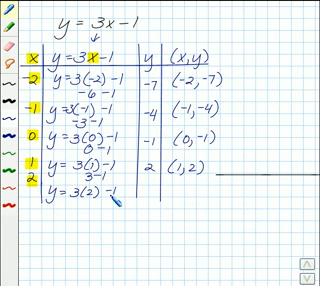 y = 3x - 1
x y = 3x - 1 y (x, y)
-2 y = 3(-2) - 1 -7 (-2, -7)
-6 - 1
-1 y = 3(-1) - 1 -4 (-1, -4)
-3 - 1
0 y = 3(0) - 1 -1 (0, -1)
0 - 1
1 y = 3(1) - 1 2 (1, 2)
2 3 - 1
y = 3(2) - 1